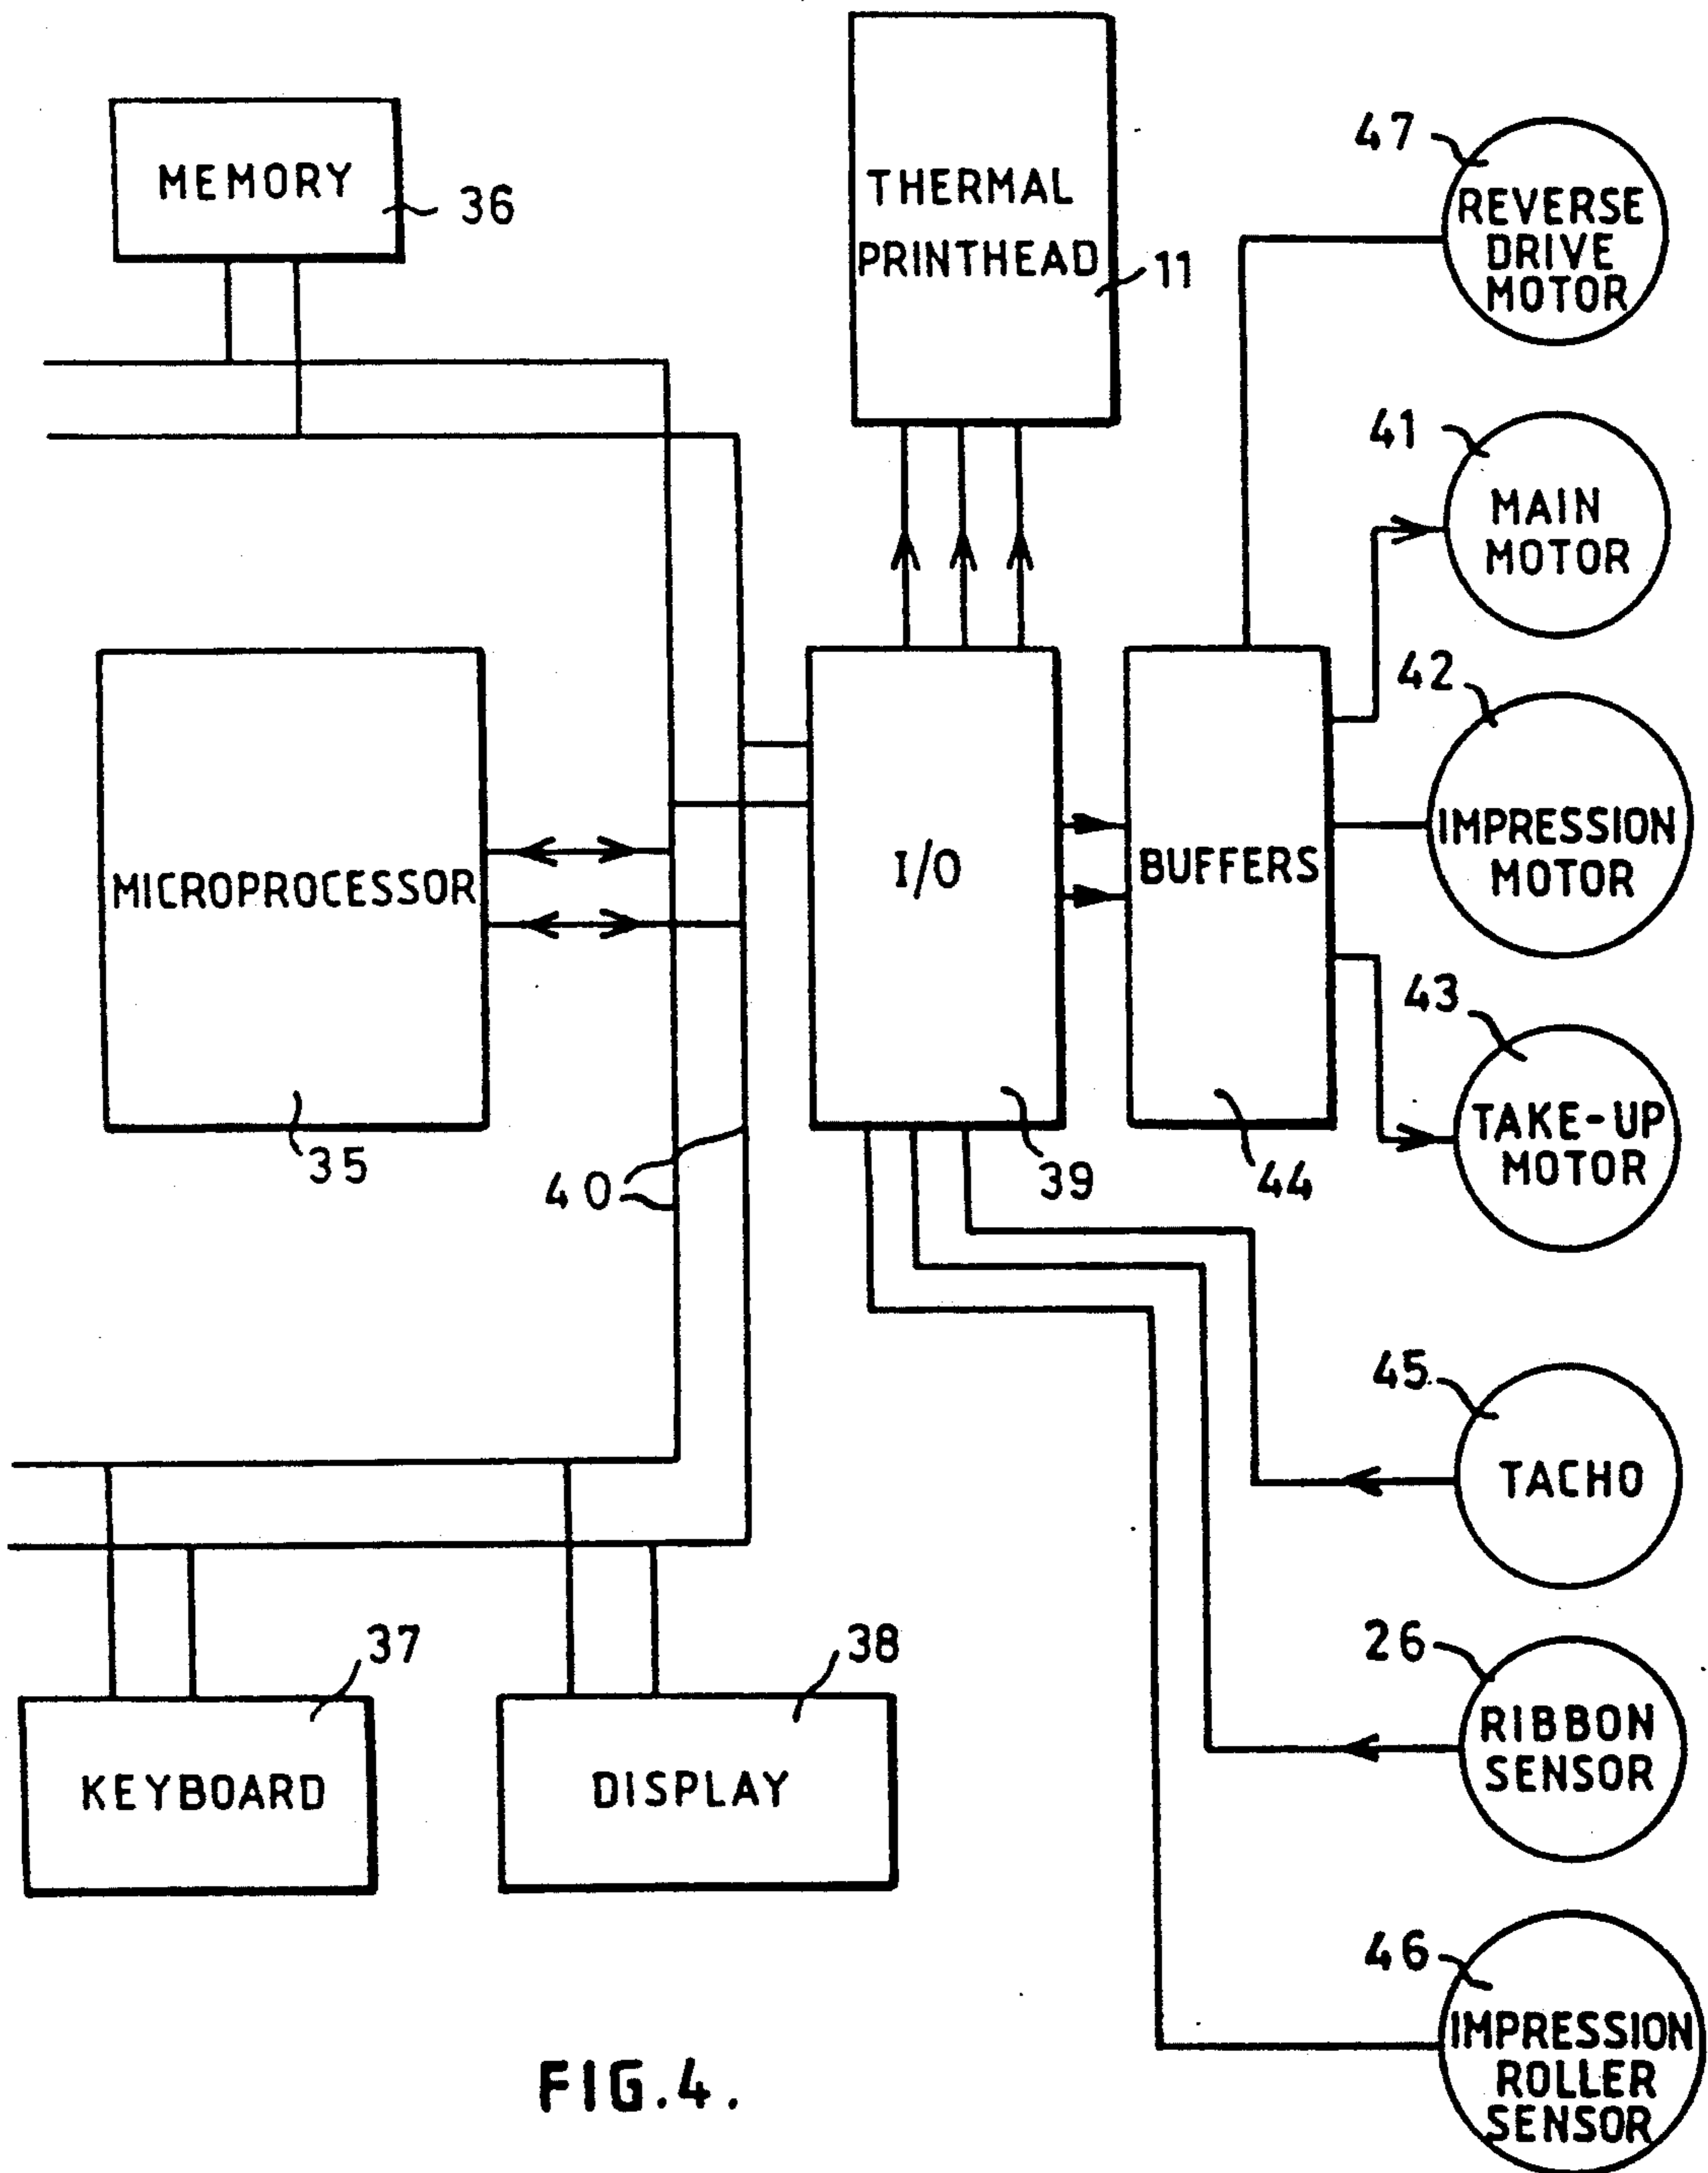 MEMORY
36
THERMAL
PRINTHEAD
11
47
REVERSE
DRIVE
MOTOR
41
MAIN
MOTOR
42
IMPRESSION
MOTOR
MICROPROCESSOR
35
I/O
39
BUFFERS
44
40
43
TAKE-UP
MOTOR
45
TACHO
26
RIBBON
SENSOR
37
KEYBOARD
38
DISPLAY
46
IMPRESSION
ROLLER
SENSOR
FIG.4.